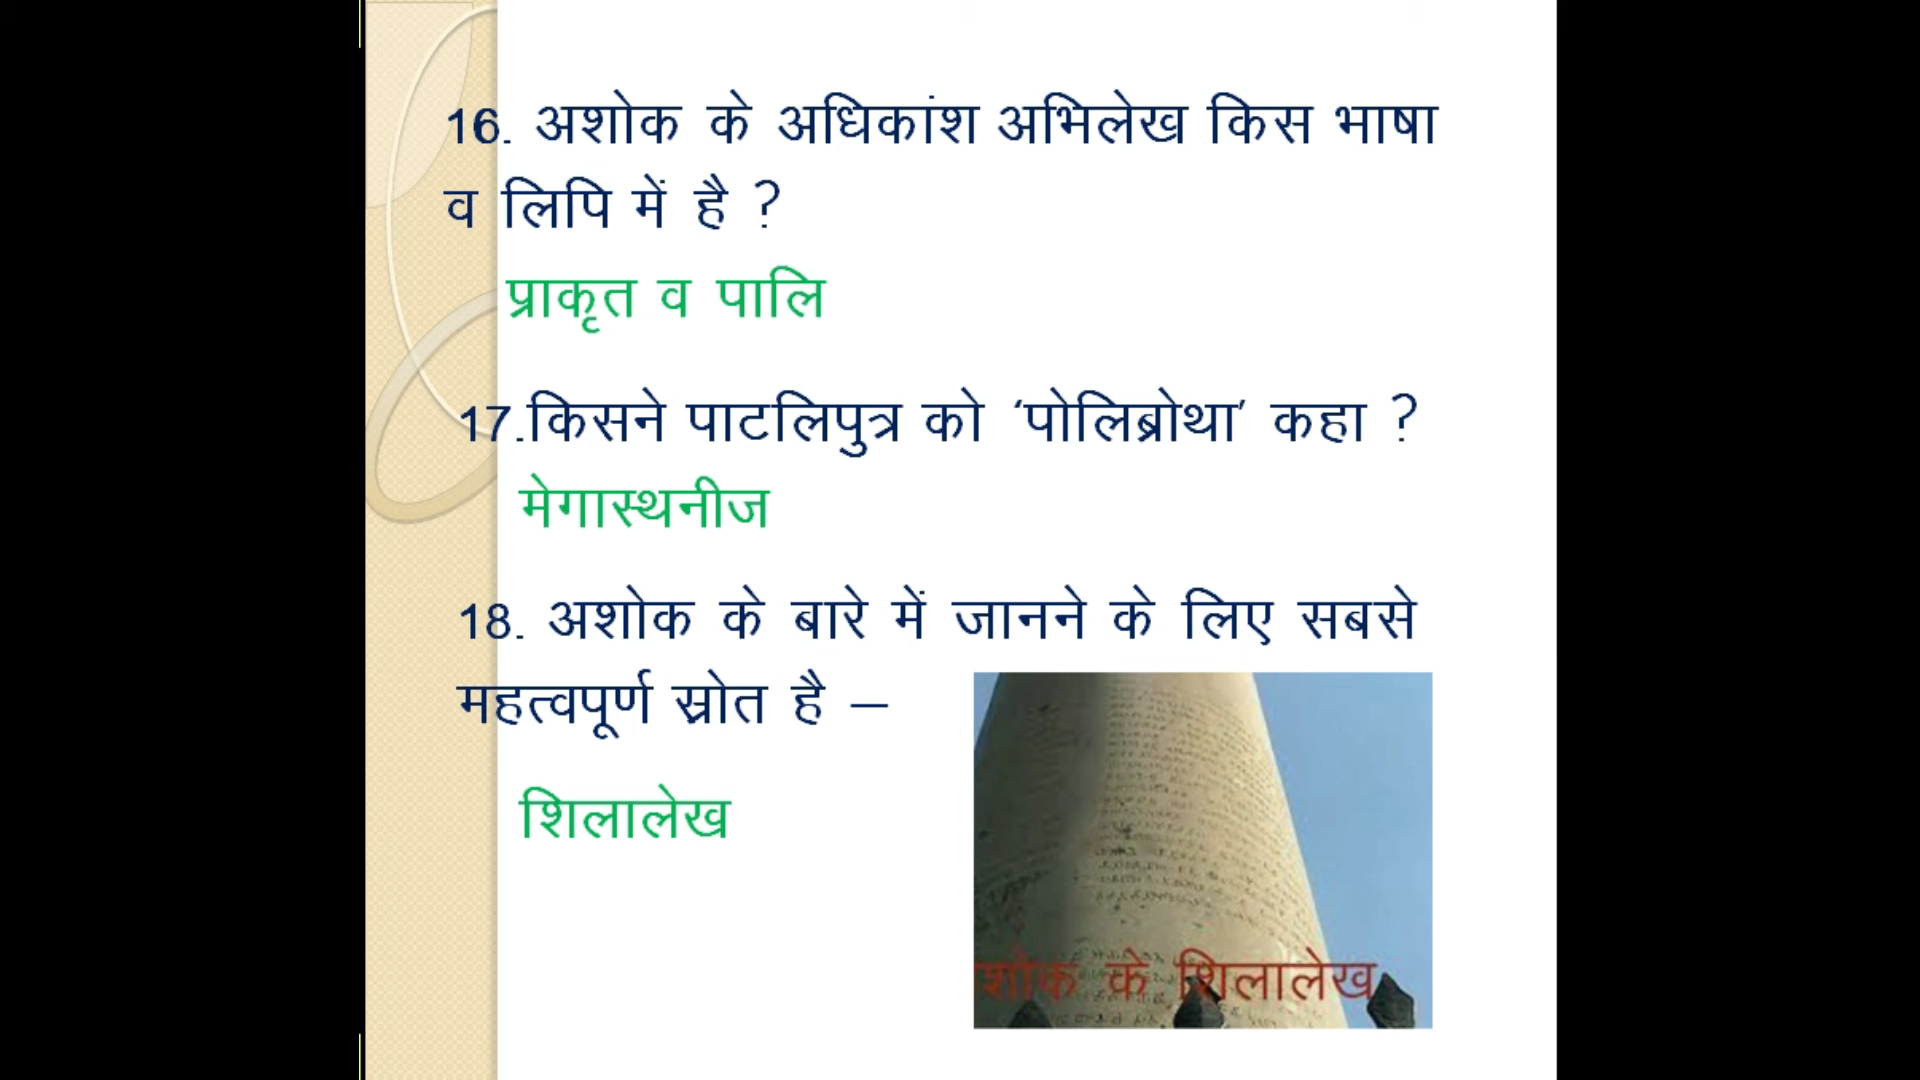 16. अशोक के अधिकांश अभिलेख किस भाषा
व लिपि में है ?
प्राकृत व पालि
17.किसने पाटलिपुत्र को ‘पोलिब्रोथा’ कहा ?
मेगास्थनीज
18. अशोक के बारे में जानने के लिए सबसे
महत्वपूर्ण स्रोत है –
शिलालेख
शोक के शिलालेख